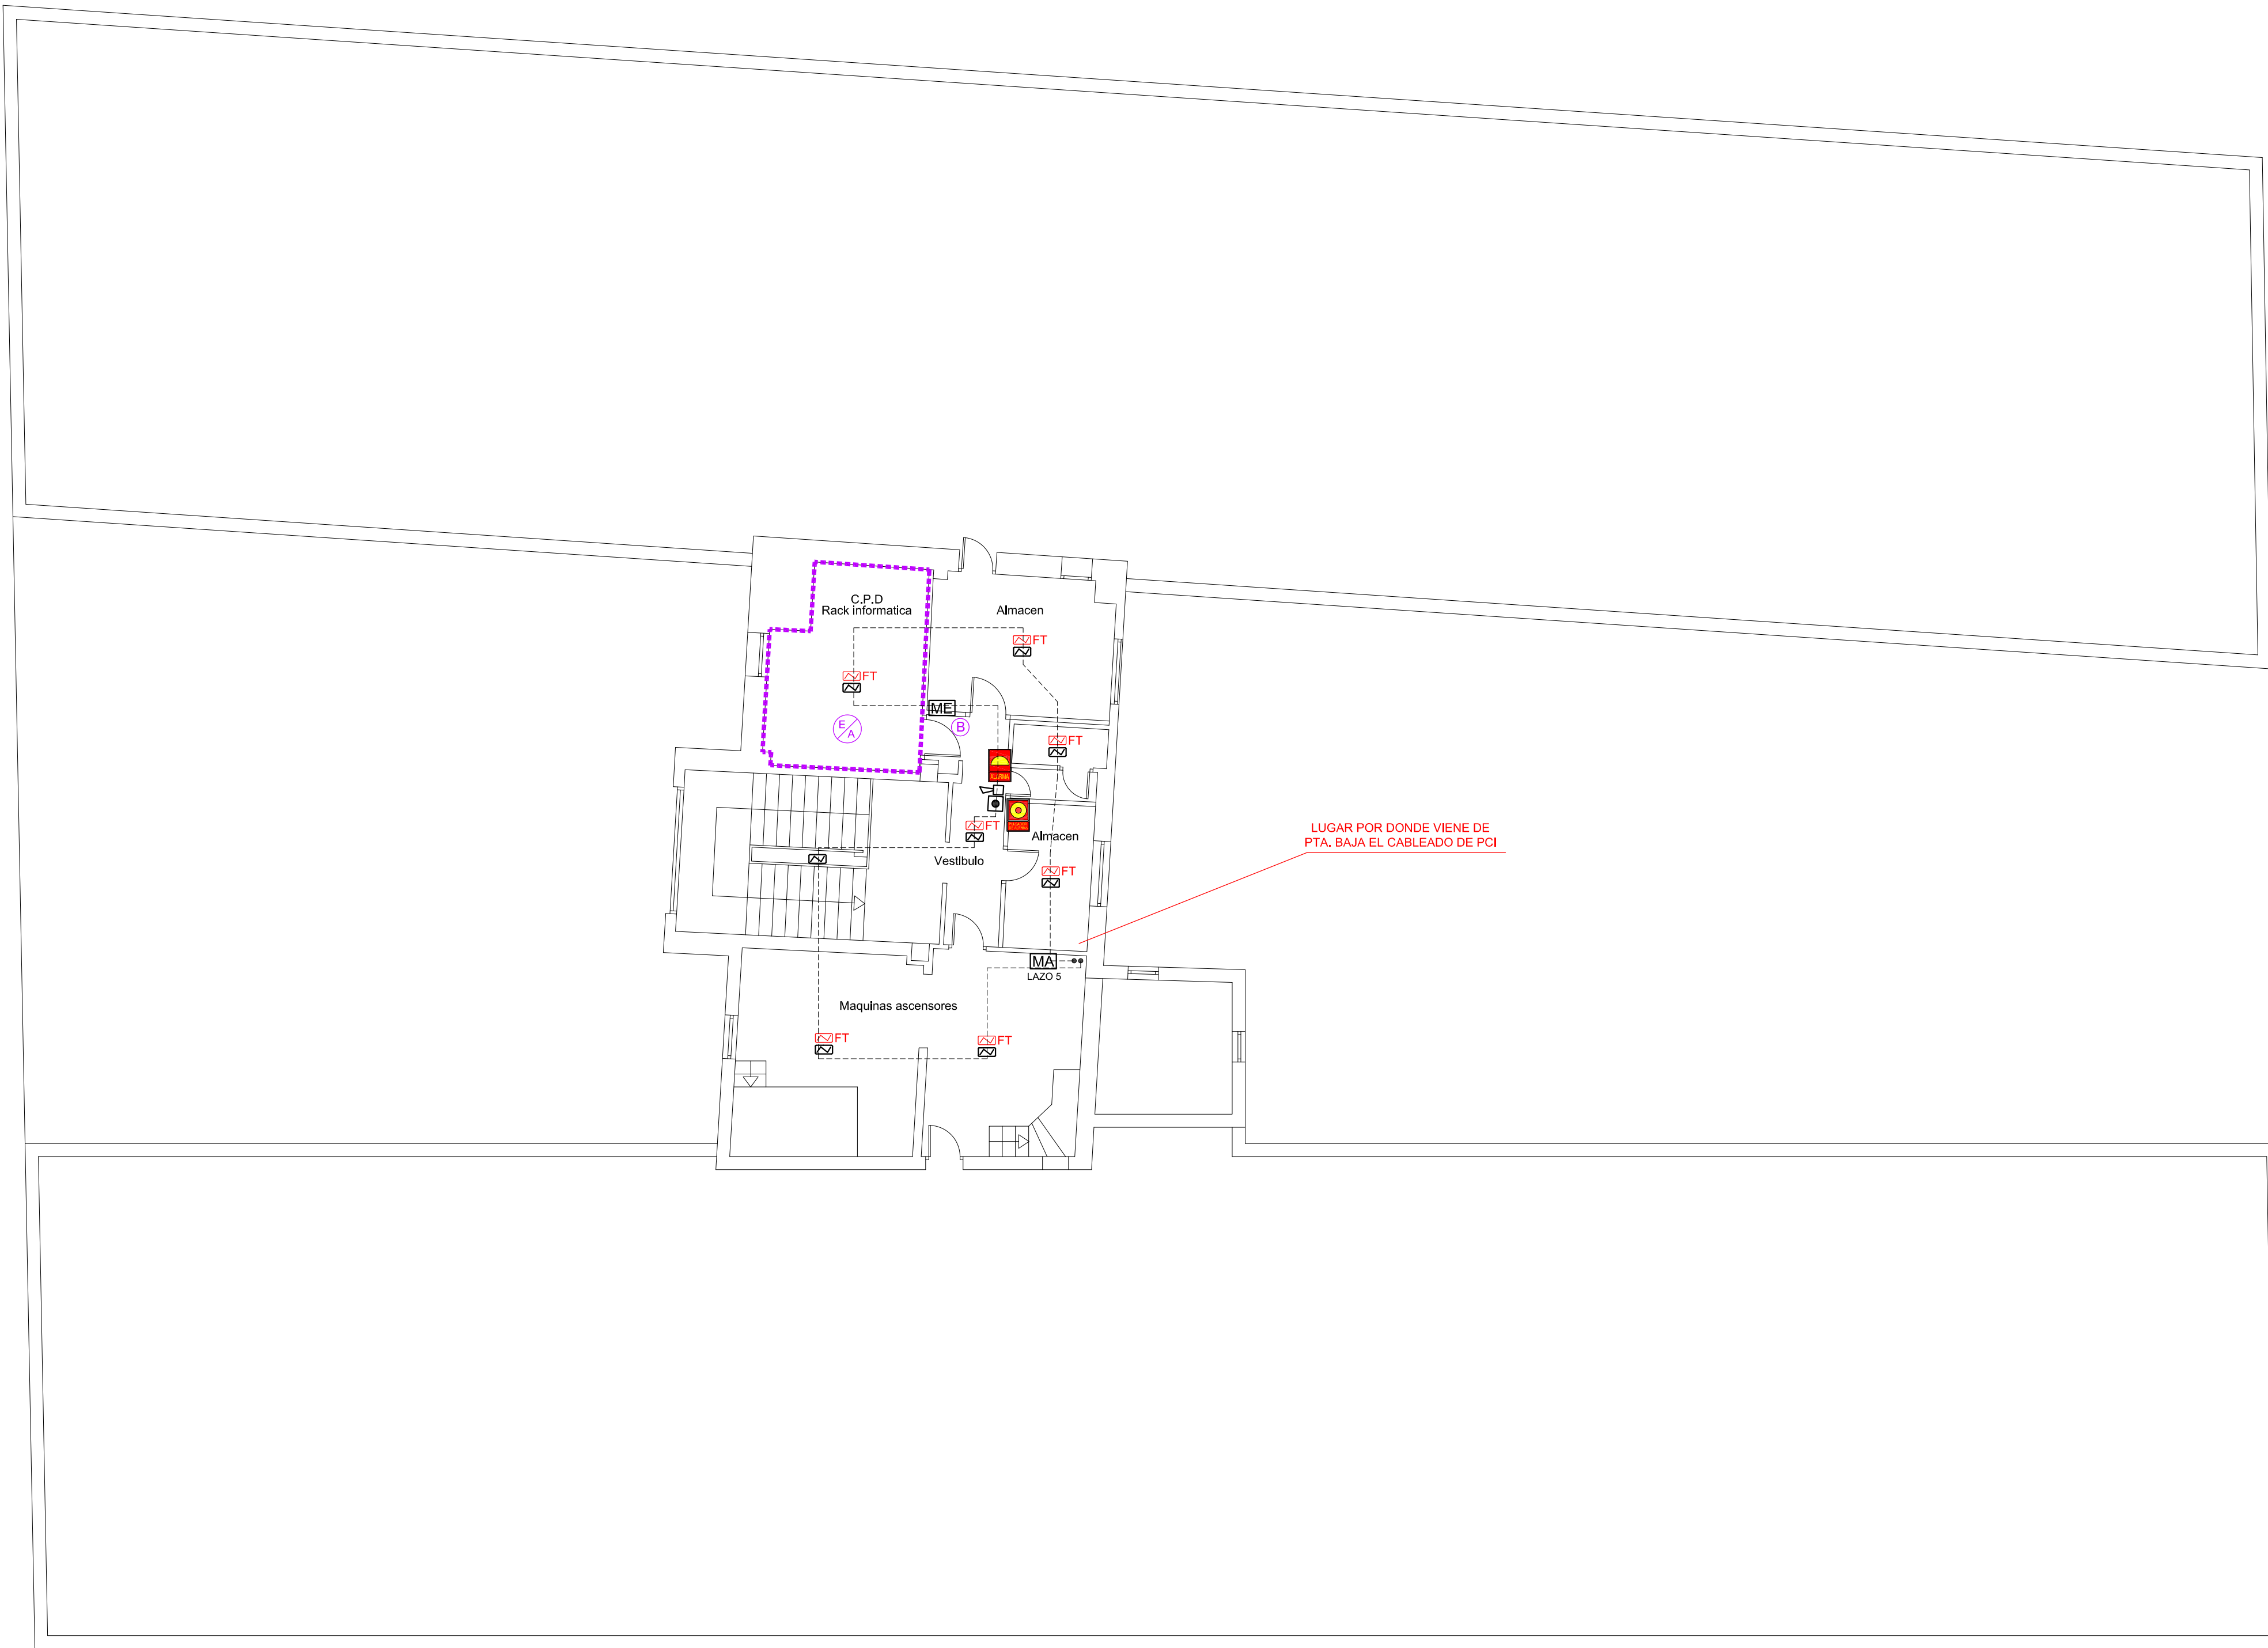 C.P.D
Rack Informatica
Almacen
FT
FT
ME
E
A
B
FT
ALARMA
FT
Almacen
Vestibulo
FT
LUGAR POR DONDE VIENE DE
PTA. BAJA EL CABLEADO DE PCI
MA
LAZO 5
Maquinas ascensores
FT
FT